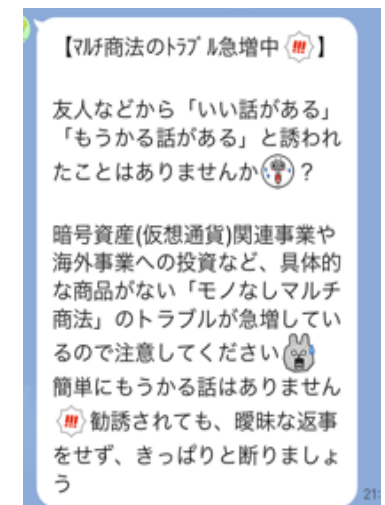 【ﾏﾙﾁ商法のﾄﾗﾌﾞﾙ急増中!!!】
友人などから「いい話がある」
「もうかる話がある」と誘われ
たことはありませんか?
暗号資産(仮想通貨)関連事業や
海外事業への投資など、具体的
な商品がない「モノなしマルチ
商法」のトラブルが急増してい
るので注意してください
簡単にもうかる話はありません
!!!勧誘されても、曖昧な返事
をせず、きっぱりと断りましょ
う
21: